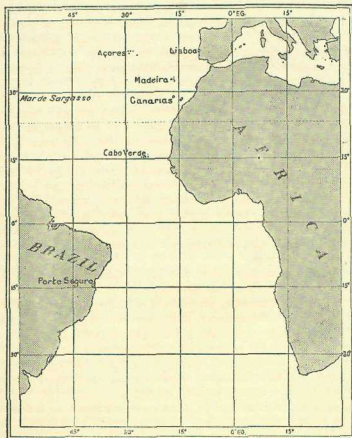 45° 30° 15° 0°EG. 15°
Açores
Lisboa
Madeira
30° 30°
Mar de Sargasso
Canarias
15° Cabo Verde 15°
AFRICA
0° 0°
BRAZIL
Porto Seguro
15° 15°
30°
45° 30° 15° 0°EG. 15°